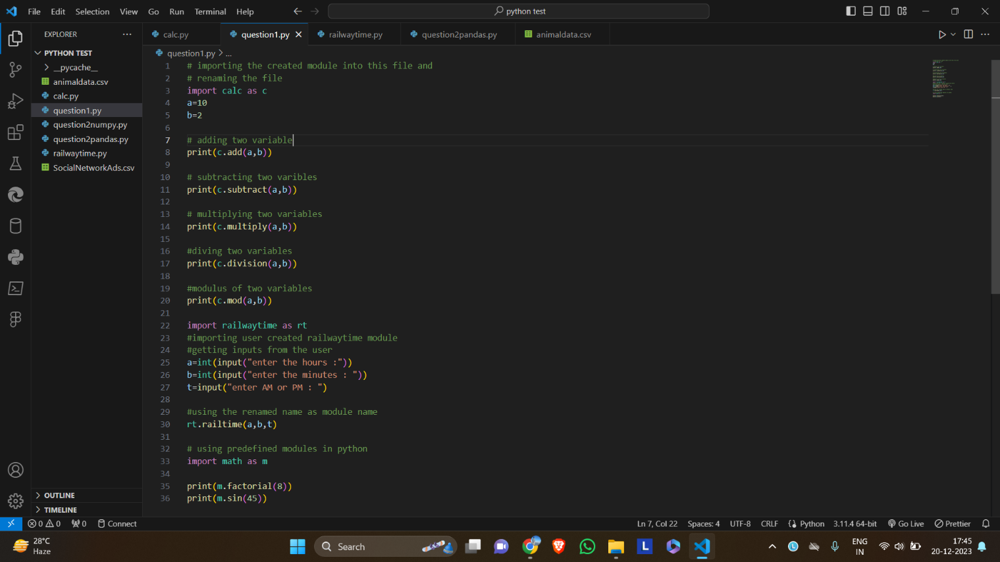 File Edit Selection View Go Run Terminal Help
python test
EXPLORER
PYTHON TEST
__pycache__
animaldata.csv
calc.py
question1.py
question2numpy.py
question2pandas.py
railwaytime.py
SocialNetworkAds.csv
OUTLINE
TIMELINE
calc.py question1.py railwaytime.py question2pandas.py animaldata.csv
question1.py > ...
1 # importing the created module into this file and
2 # renaming the file
3 import calc as c
4 a=10
5 b=2
6
7 # adding two variable
8 print(c.add(a,b))
9
10 # subtracting two varibles
11 print(c.subtract(a,b))
12
13 # multiplying two variables
14 print(c.multiply(a,b))
15
16 #diving two variables
17 print(c.division(a,b))
18
19 #modulus of two variables
20 print(c.mod(a,b))
21
22 import railwaytime as rt
23 #importing user created railwaytime module
24 #getting inputs from the user
25 a=int(input("enter the hours :"))
26 b=int(input("enter the minutes : "))
27 t=input("enter AM or PM : ")
28
29 #using the renamed name as module name
30 rt.railtime(a,b,t)
31
32 # using predefined modules in python
33 import math as m
34
35 print(m.factorial(8))
36 print(m.sin(45))
0 0 0 Connect
Ln 7, Col 22 Spaces: 4 UTF-8 CRLF Python 3.11.4 64-bit Go Live Prettier
28°C
Haze
Search
L
ENG
IN
17:45
20-12-2023